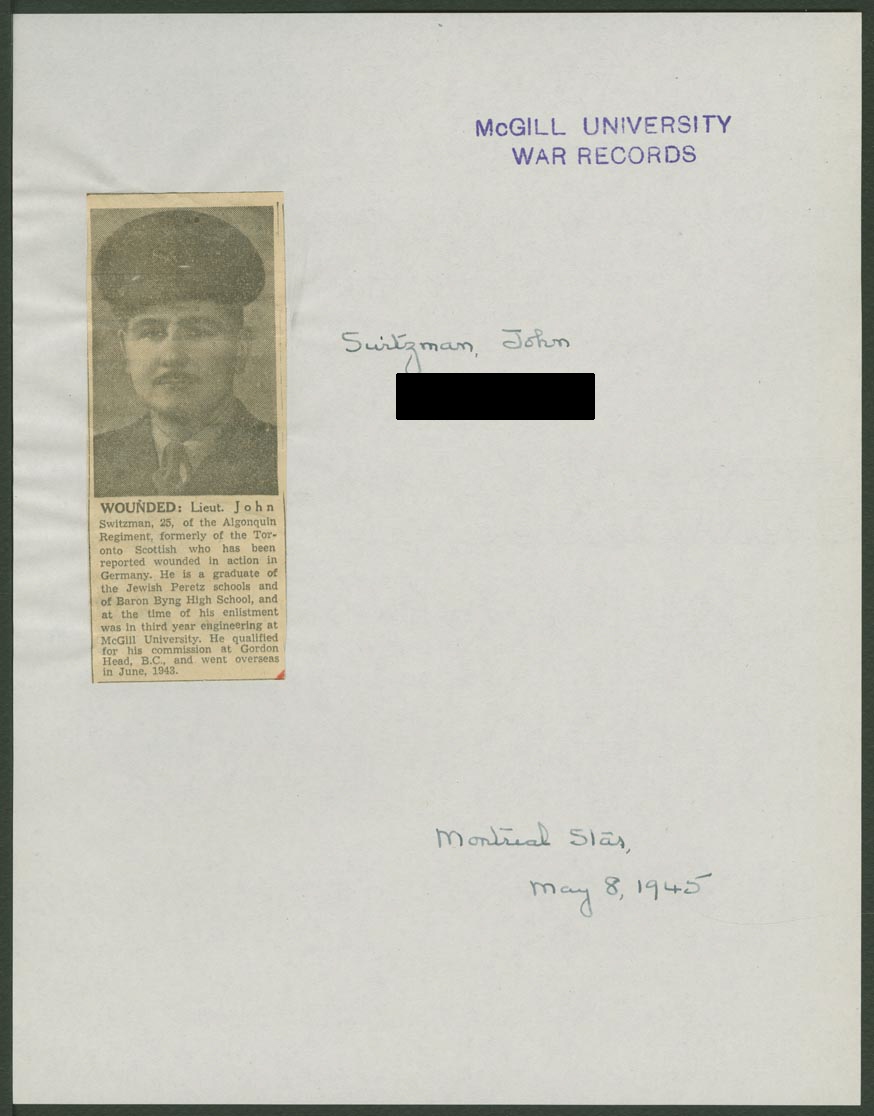 McGILL UNIVERSITY
WAR RECORDS
Switzman, John
WOUNDED: Lieut. John
Switzman, 25, of the Algonquin
Regiment, formerly of the Tor-
onto Scottish who has been
reported wounded in action in
Germany. He is a graduate of
the Jewish Peretz schools and
of Baron Byng High School, and
at the time of his enlistment
was in third year engineering at
McGill University. He qualified
for his commission at Gordon
Head, B.C., and went overseas
in June, 1943.
Montreal Star,
May 8, 1945